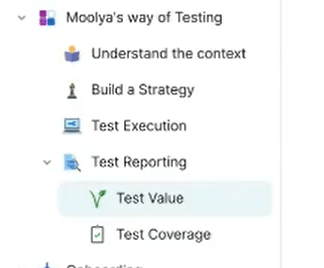 Moolya's way of Testing
Understand the context
Build a Strategy
Test Execution
Test Reporting
Test Value
Test Coverage